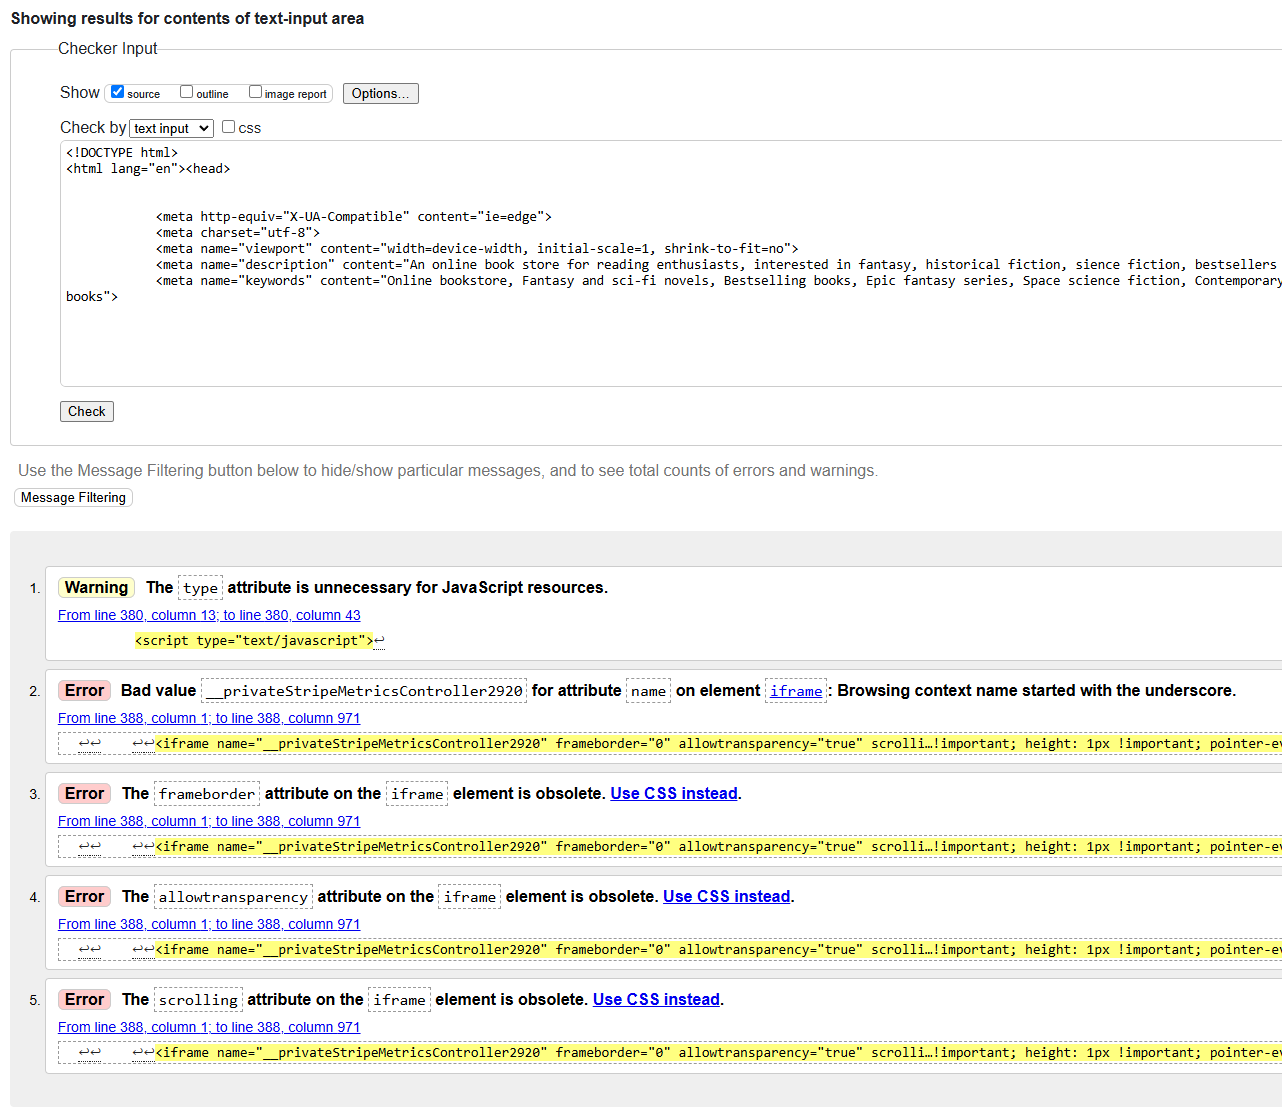 Showing results for contents of text-input area
Checker Input
Show source outline image report Options...
Check by text input css
<!DOCTYPE html>
<html lang="en"><head>
<meta http-equiv="X-UA-Compatible" content="ie=edge">
<meta charset="utf-8">
<meta name="viewport" content="width=device-width, initial-scale=1, shrink-to-fit=no">
<meta name="description" content="An online book store for reading enthusiasts, interested in fantasy, historical fiction, sience fiction, bestsellers
<meta name="keywords" content="Online bookstore, Fantasy and sci-fi novels, Bestselling books, Epic fantasy series, Space science fiction, Contemporary
books">
Check
Use the Message Filtering button below to hide/show particular messages, and to see total counts of errors and warnings.
Message Filtering
1. Warning The type attribute is unnecessary for JavaScript resources.
From line 380, column 13; to line 380, column 43
<script type="text/javascript">↩
2. Error Bad value __privateStripeMetricsController2920 for attribute name on element iframe: Browsing context name started with the underscore.
From line 388, column 1; to line 388, column 971
↩↩ ↩↩<iframe name="__privateStripeMetricsController2920" frameborder="0" allowtransparency="true" scrolli…!important; height: 1px !important; pointer-ev
3. Error The frameborder attribute on the iframe element is obsolete. Use CSS instead.
From line 388, column 1; to line 388, column 971
↩↩ ↩↩<iframe name="__privateStripeMetricsController2920" frameborder="0" allowtransparency="true" scrolli…!important; height: 1px !important; pointer-ev
4. Error The allowtransparency attribute on the iframe element is obsolete. Use CSS instead.
From line 388, column 1; to line 388, column 971
↩↩ ↩↩<iframe name="__privateStripeMetricsController2920" frameborder="0" allowtransparency="true" scrolli…!important; height: 1px !important; pointer-ev
5. Error The scrolling attribute on the iframe element is obsolete. Use CSS instead.
From line 388, column 1; to line 388, column 971
↩↩ ↩↩<iframe name="__privateStripeMetricsController2920" frameborder="0" allowtransparency="true" scrolli…!important; height: 1px !important; pointer-ev